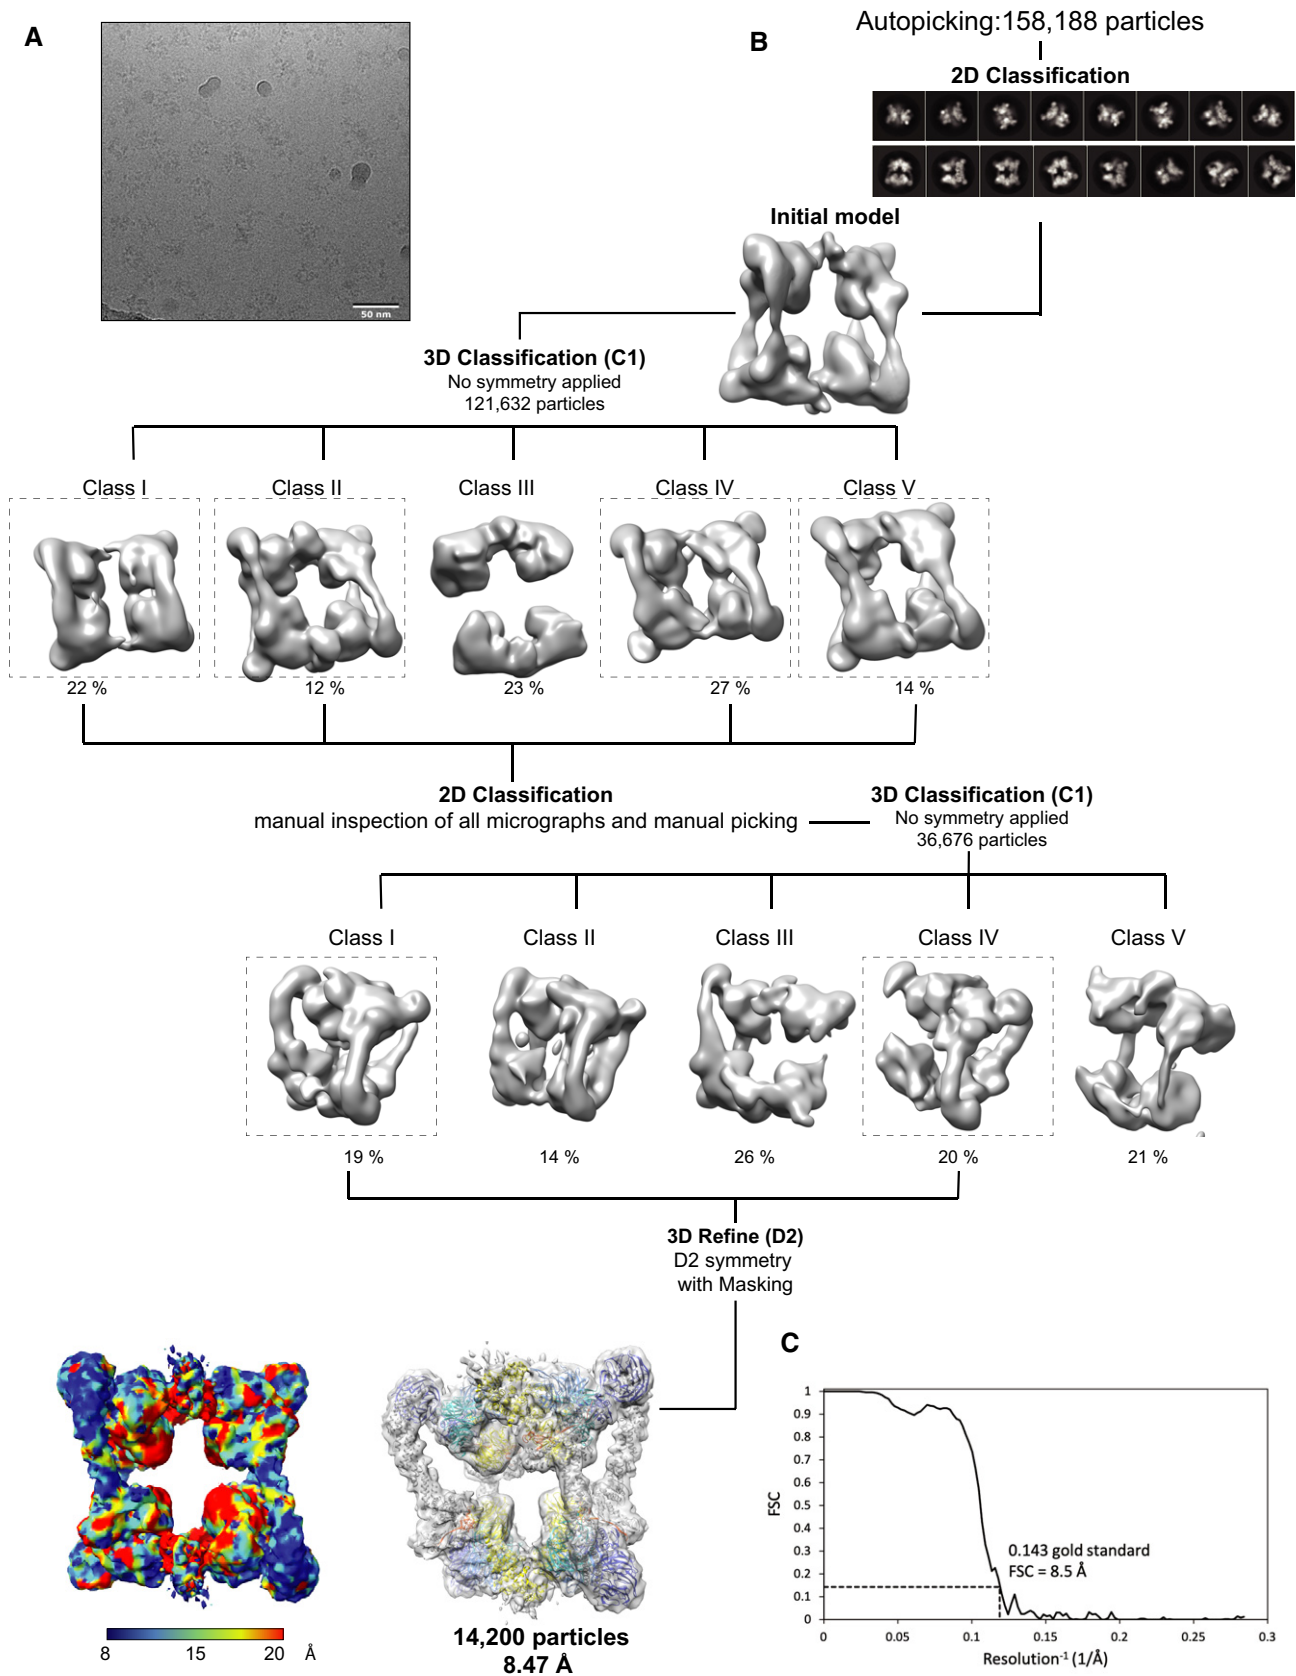 A
50 nm
B
Autopicking:158,188 particles
2D Classification
Initial model
3D Classification (C1)
No symmetry applied
121,632 particles
Class I
Class II
Class III
Class IV
Class V
22 %
12 %
23 %
27 %
14 %
2D Classification
manual inspection of all micrographs and manual picking
3D Classification (C1)
No symmetry applied
36,676 particles
Class I
Class II
Class III
Class IV
Class V
19 %
14 %
26 %
20 %
21 %
3D Refine (D2)
D2 symmetry
with Masking
8 15 20 Å
14,200 particles
8.47 Å
C
1
0.9
0.8
0.7
0.6
0.5
0.4
0.3
0.2
0.1
0
FSC
0.143 gold standard
FSC = 8.5 Å
0 0.05 0.1 0.15 0.2 0.25 0.3
Resolution⁻¹ (1/Å)